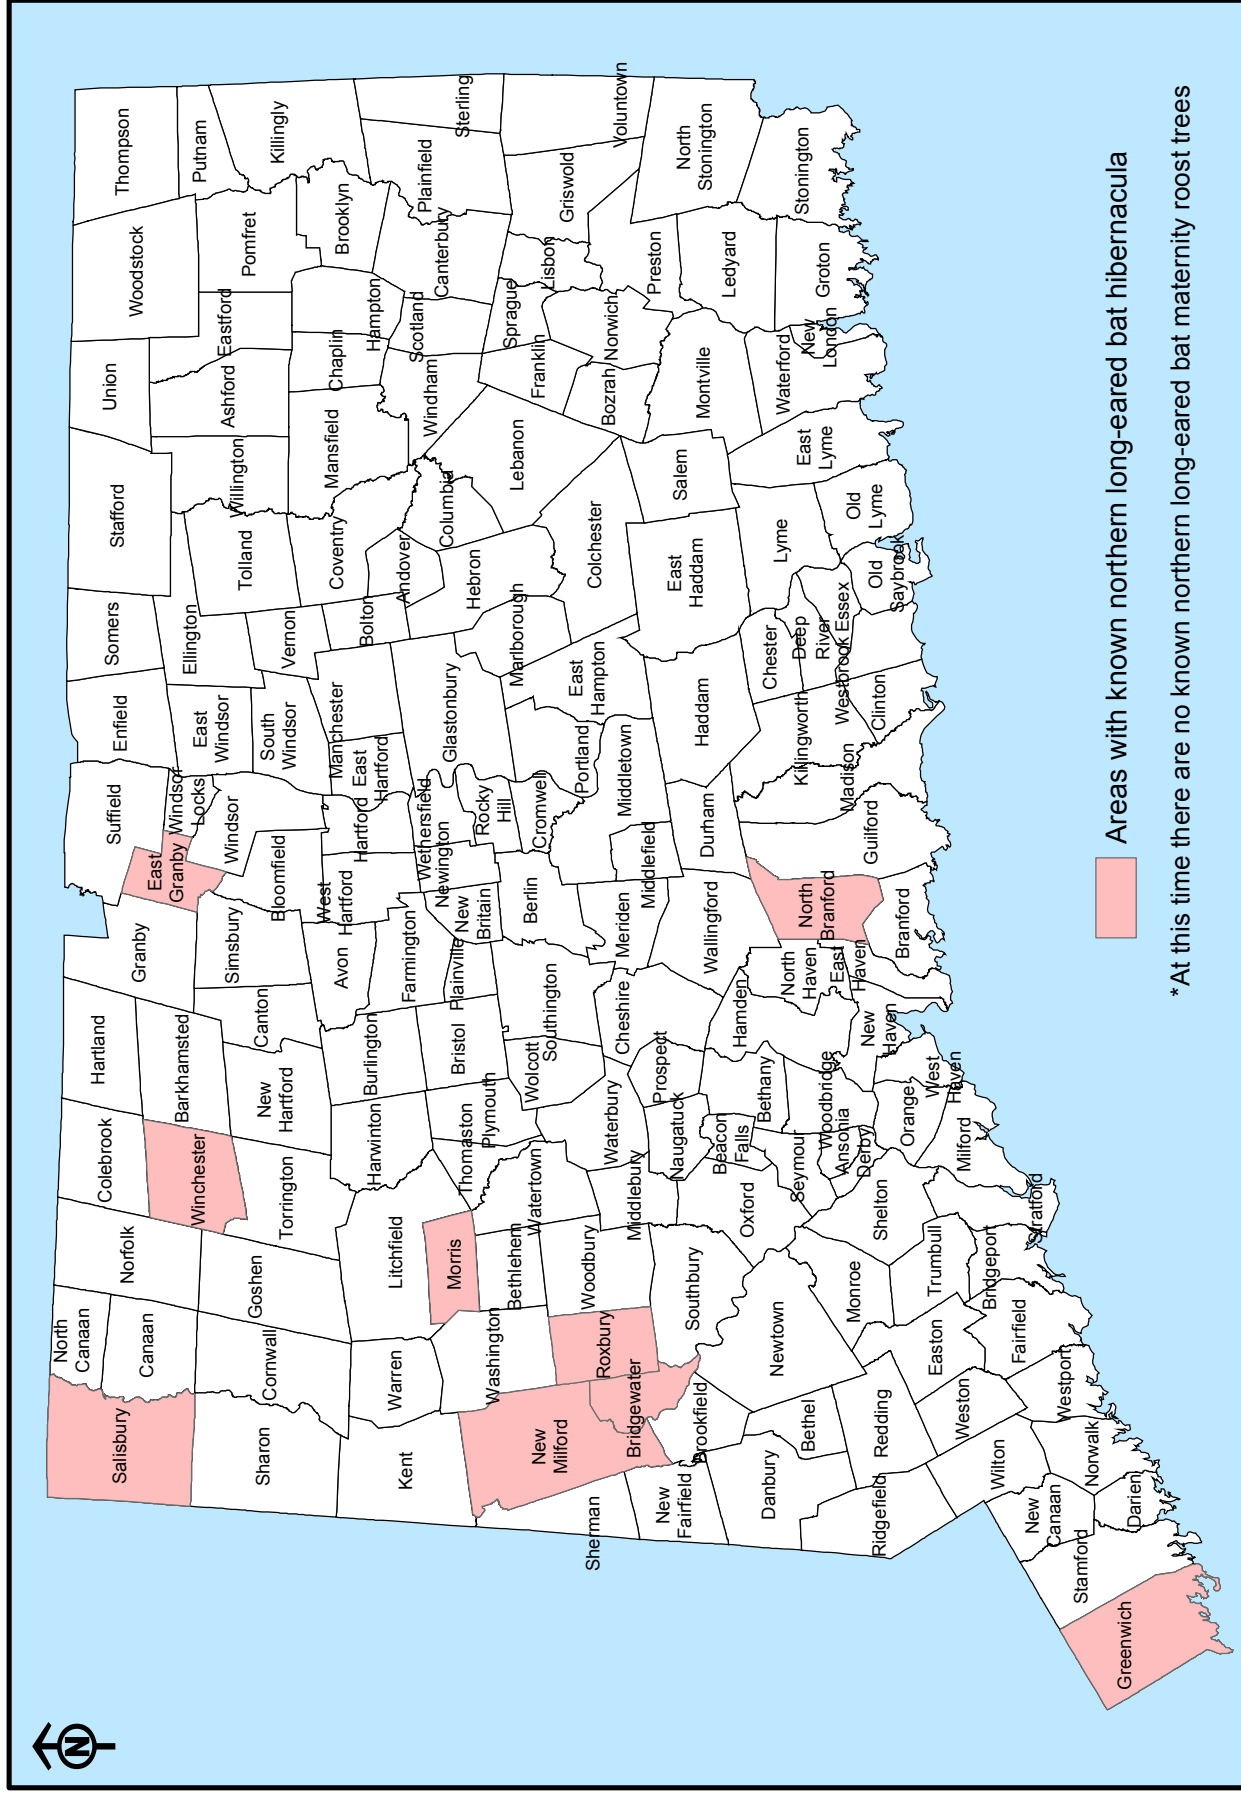 N
North
Canaan
Salisbury
Canaan
Norfolk
Colebrook
Hartland
Granby
Suffield
East
Granby
Windsor
Locks
Enfield
Somers
Stafford
Union
Woodstock
Thompson
Putnam
Sharon
Cornwall
Goshen
Winchester
Barkhamsted
Simsbury
Windsor
East
Windsor
Ellington
Willington
Ashford
Eastford
Pomfret
Killingly
Torrington
New
Hartford
Canton
Bloomfield
South
Windsor
Vernon
Tolland
Kent
Warren
Litchfield
Harwinton
Burlington
Avon
West
Hartford
Hartford
East
Hartford
Manchester
Bolton
Coventry
Mansfield
Chaplin
Hampton
Brooklyn
Morris
Thomaston
Plymouth
Bristol
Farmington
Plainville
New
Britain
Newington
Wethersfield
Rocky
Hill
Glastonbury
Andover
Hebron
Columbia
Windham
Scotland
Canterbury
Plainfield
Sterling
New
Milford
Washington
Bethlehem
Watertown
Wolcott
Southington
Berlin
Cromwell
Portland
Marlborough
Lebanon
Franklin
Sprague
Lisbon
Griswold
Voluntown
Sherman
Bridgewater
Roxbury
Woodbury
Middlebury
Waterbury
Cheshire
Meriden
Middlefield
Middletown
East
Hampton
Colchester
Bozrah
Norwich
Preston
North
Stonington
New
Fairfield
Brookfield
Southbury
Naugatuck
Prospect
Wallingford
Durham
Haddam
East
Haddam
Salem
Montville
Ledyard
Stonington
Danbury
Bethel
Newtown
Oxford
Beacon
Falls
Bethany
Hamden
North
Haven
North
Branford
Guilford
Madison
Killingworth
Chester
Deep
River
Essex
Westbrook
Clinton
Lyme
East
Lyme
Waterford
New
London
Groton
Ridgefield
Redding
Monroe
Shelton
Seymour
Ansonia
Derby
Woodbridge
New
Haven
East
Haven
Branford
Old
Saybrook
Old
Lyme
Wilton
Weston
Easton
Trumbull
Orange
West
Haven
Milford
Stratford
Bridgeport
Fairfield
Westport
Norwalk
New
Canaan
Darien
Stamford
Greenwich
Areas with known northern long-eared bat hibernacula
*At this time there are no known northern long-eared bat maternity roost trees